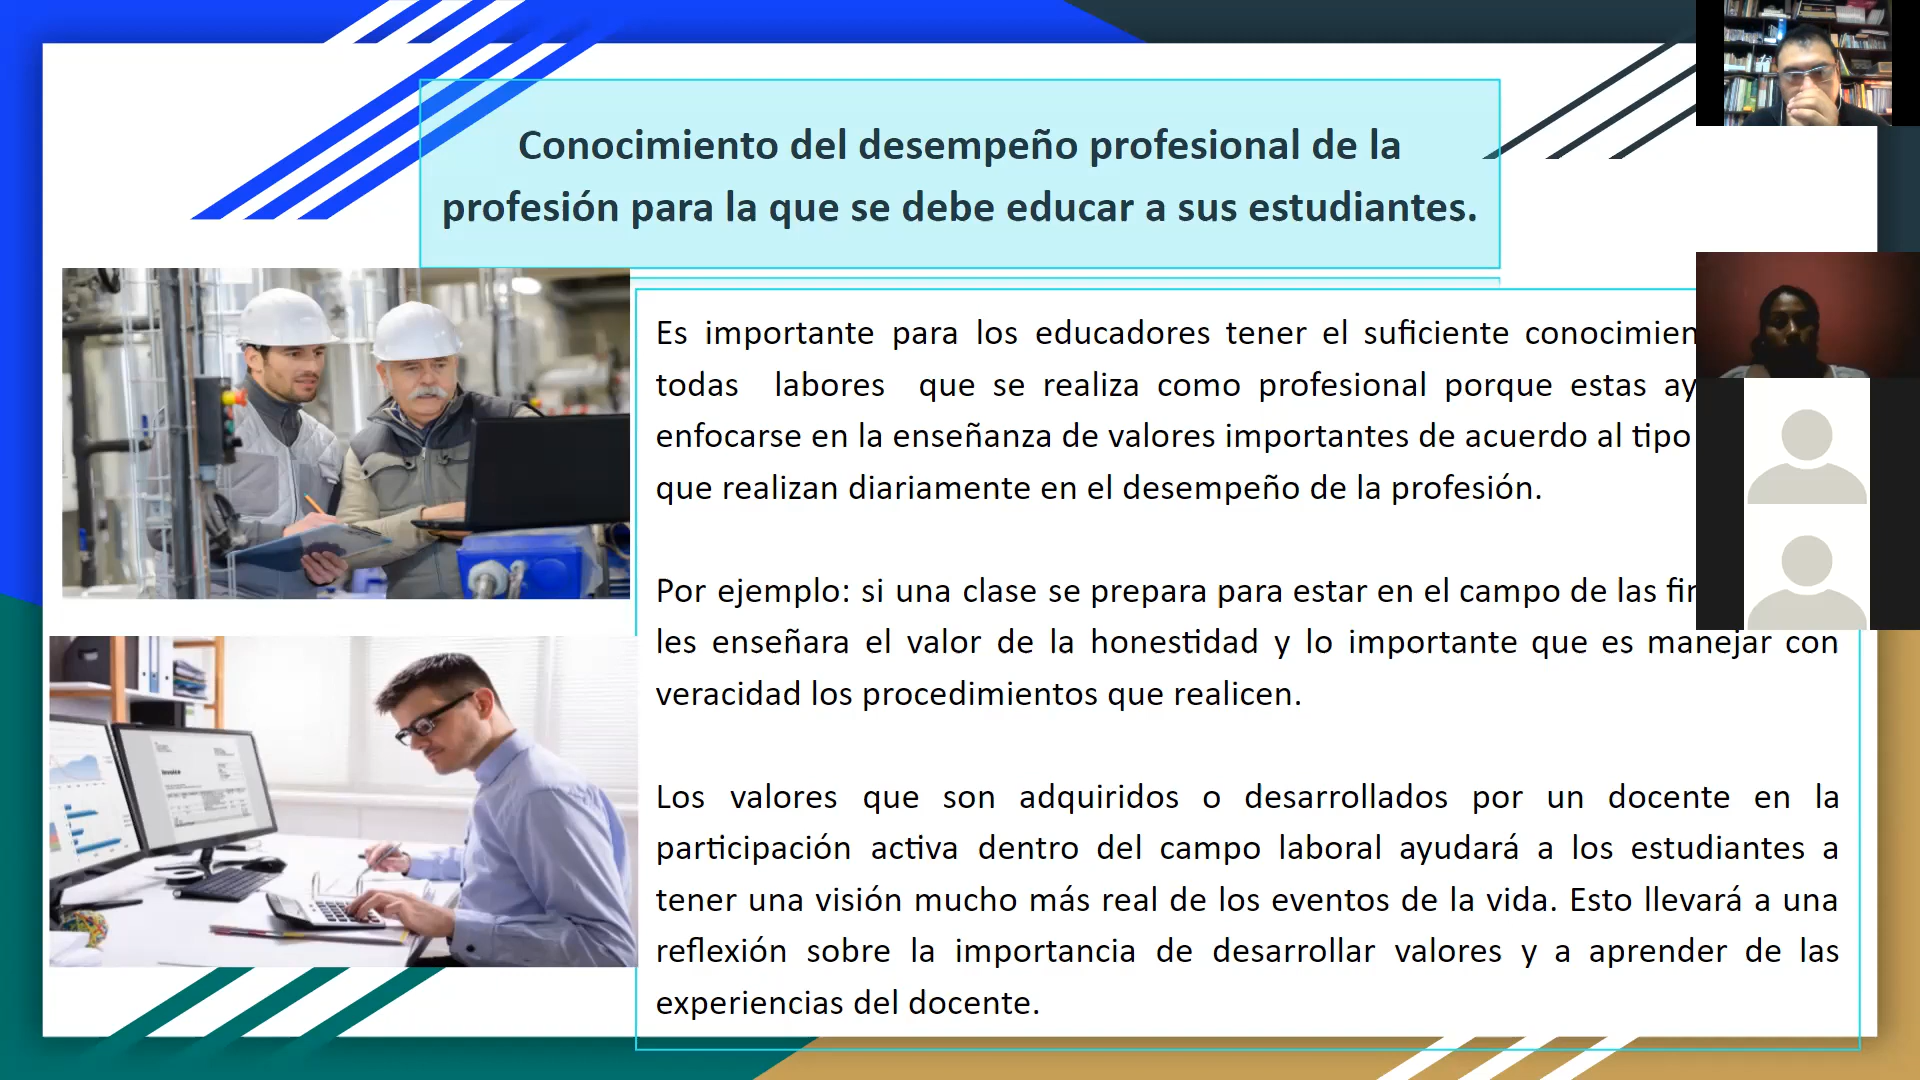 Conocimiento del desempeño profesional de la
profesión para la que se debe educar a sus estudiantes.
Es importante para los educadores tener el suficiente
todas labores que se realiza como profesional porque estas
enfocarse en la enseñanza de valores importantes de acuerdo al tipo
que realizan diariamente en el desempeño de la profesión.
Por ejemplo: si una clase se prepara para estar en el campo de las
les enseñara el valor de la honestidad y lo importante que es manejar con
veracidad los procedimientos que realicen.
Los valores que son adquiridos o desarrollados por un docente en la
participación activa dentro del campo laboral ayudará a los estudiantes a
tener una visión mucho más real de los eventos de la vida. Esto llevará a una
reflexión sobre la importancia de desarrollar valores y a aprender de las
experiencias del docente.
Invoice